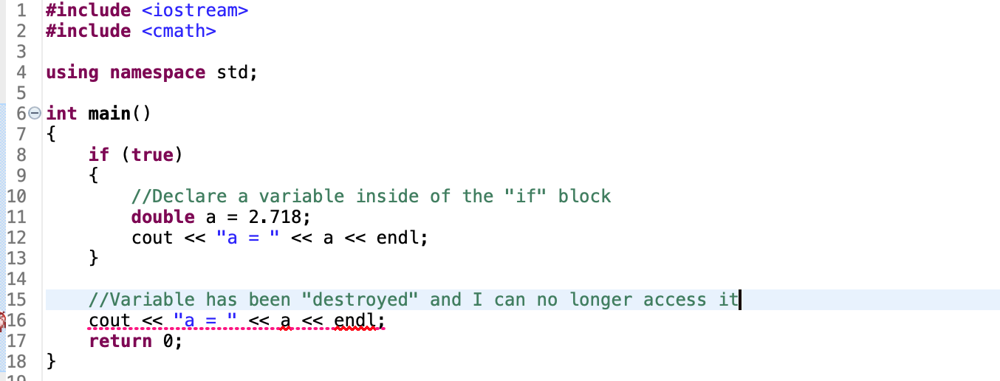 1 #include <iostream>
2 #include <cmath>
3
4 using namespace std;
5
6 int main()
7 {
8     if (true)
9     {
10         //Declare a variable inside of the "if" block
11         double a = 2.718;
12         cout << "a = " << a << endl;
13     }
14
15     //Variable has been "destroyed" and I can no longer access it
16     cout << "a = " << a << endl;
17     return 0;
18 }
19